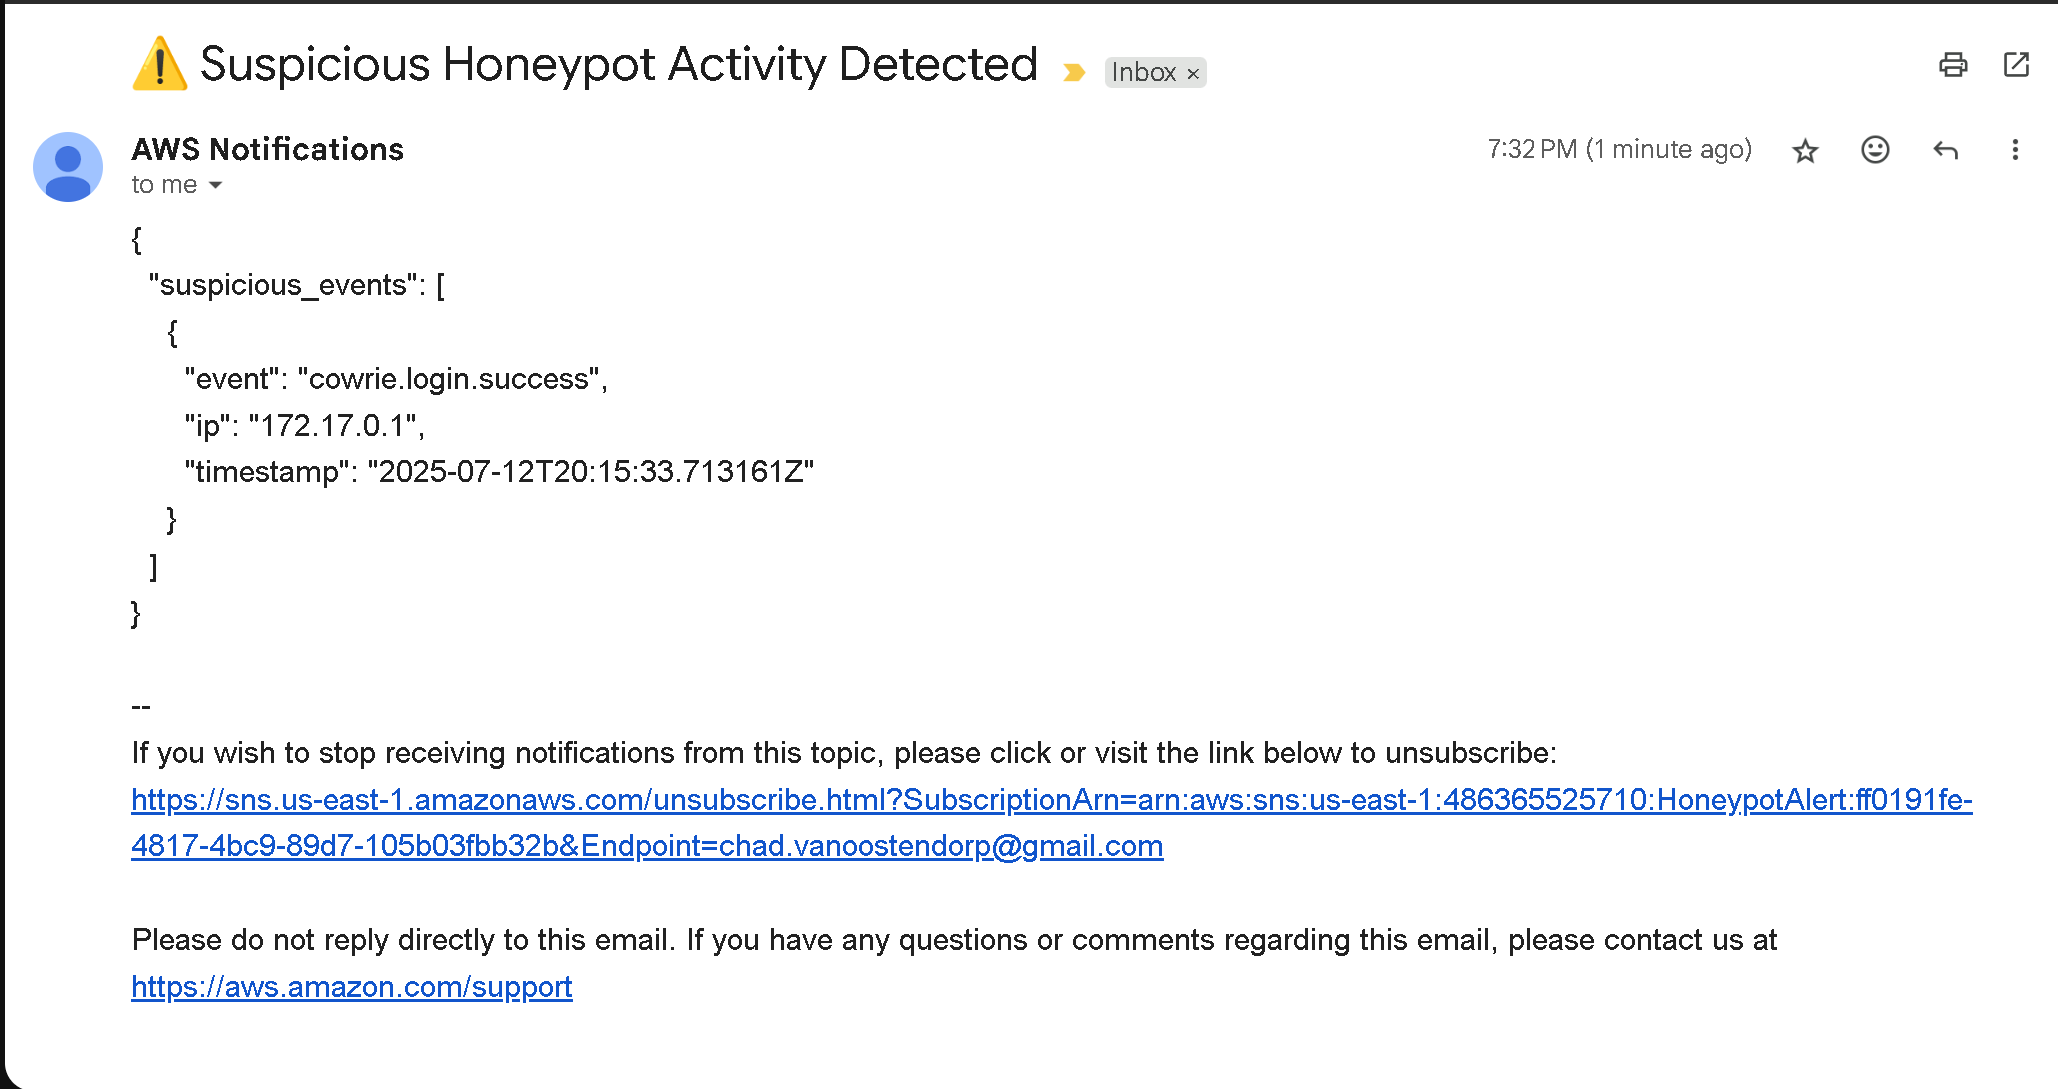 ⚠️ Suspicious Honeypot Activity Detected Inbox ×
AWS Notifications 7:32 PM (1 minute ago)
to me
{
"suspicious_events": [
{
"event": "cowrie.login.success",
"ip": "172.17.0.1",
"timestamp": "2025-07-12T20:15:33.713161Z"
}
]
}
--
If you wish to stop receiving notifications from this topic, please click or visit the link below to unsubscribe:
https://sns.us-east-1.amazonaws.com/unsubscribe.html?SubscriptionArn=arn:aws:sns:us-east-1:486365525710:HoneypotAlert:ff0191fe-
4817-4bc9-89d7-105b03fbb32b&Endpoint=chad.vanoostendorp@gmail.com
Please do not reply directly to this email. If you have any questions or comments regarding this email, please contact us at
https://aws.amazon.com/support